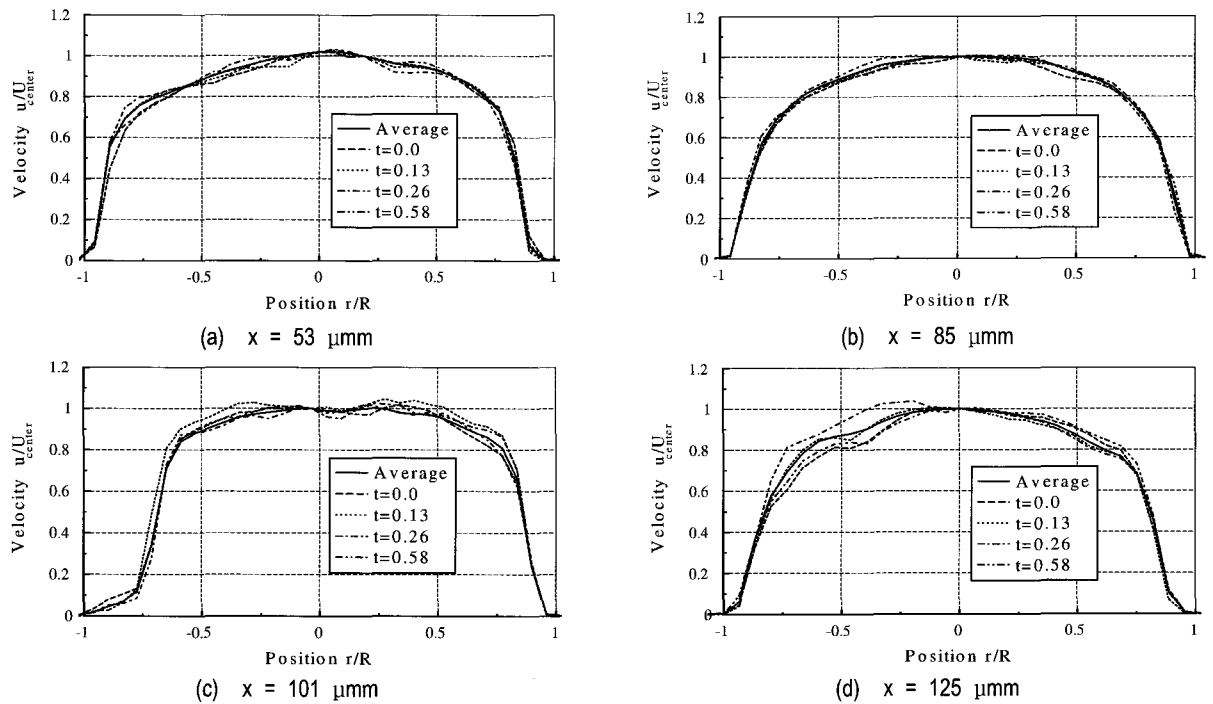 1.2
1
0.8
0.6
0.4
0.2
0
Velocity u/U_center
Average
t=0.0
t=0.13
t=0.26
t=0.58
-1
-0.5
0
0.5
1
Position r/R
(a) x = 53 µmm
1.2
1
0.8
0.6
0.4
0.2
0
Velocity u/U_center
Average
t=0.0
t=0.13
t=0.26
t=0.58
-1
-0.5
0
0.5
1
Position r/R
(b) x = 85 µmm
1.2
1
0.8
0.6
0.4
0.2
0
Velocity u/U_center
Average
t=0.0
t=0.13
t=0.26
t=0.58
-1
-0.5
0
0.5
1
Position r/R
(c) x = 101 µmm
1.2
1
0.8
0.6
0.4
0.2
0
Velocity u/U_center
Average
t=0.0
t=0.13
t=0.26
t=0.58
-1
-0.5
0
0.5
1
Position r/R
(d) x = 125 µmm